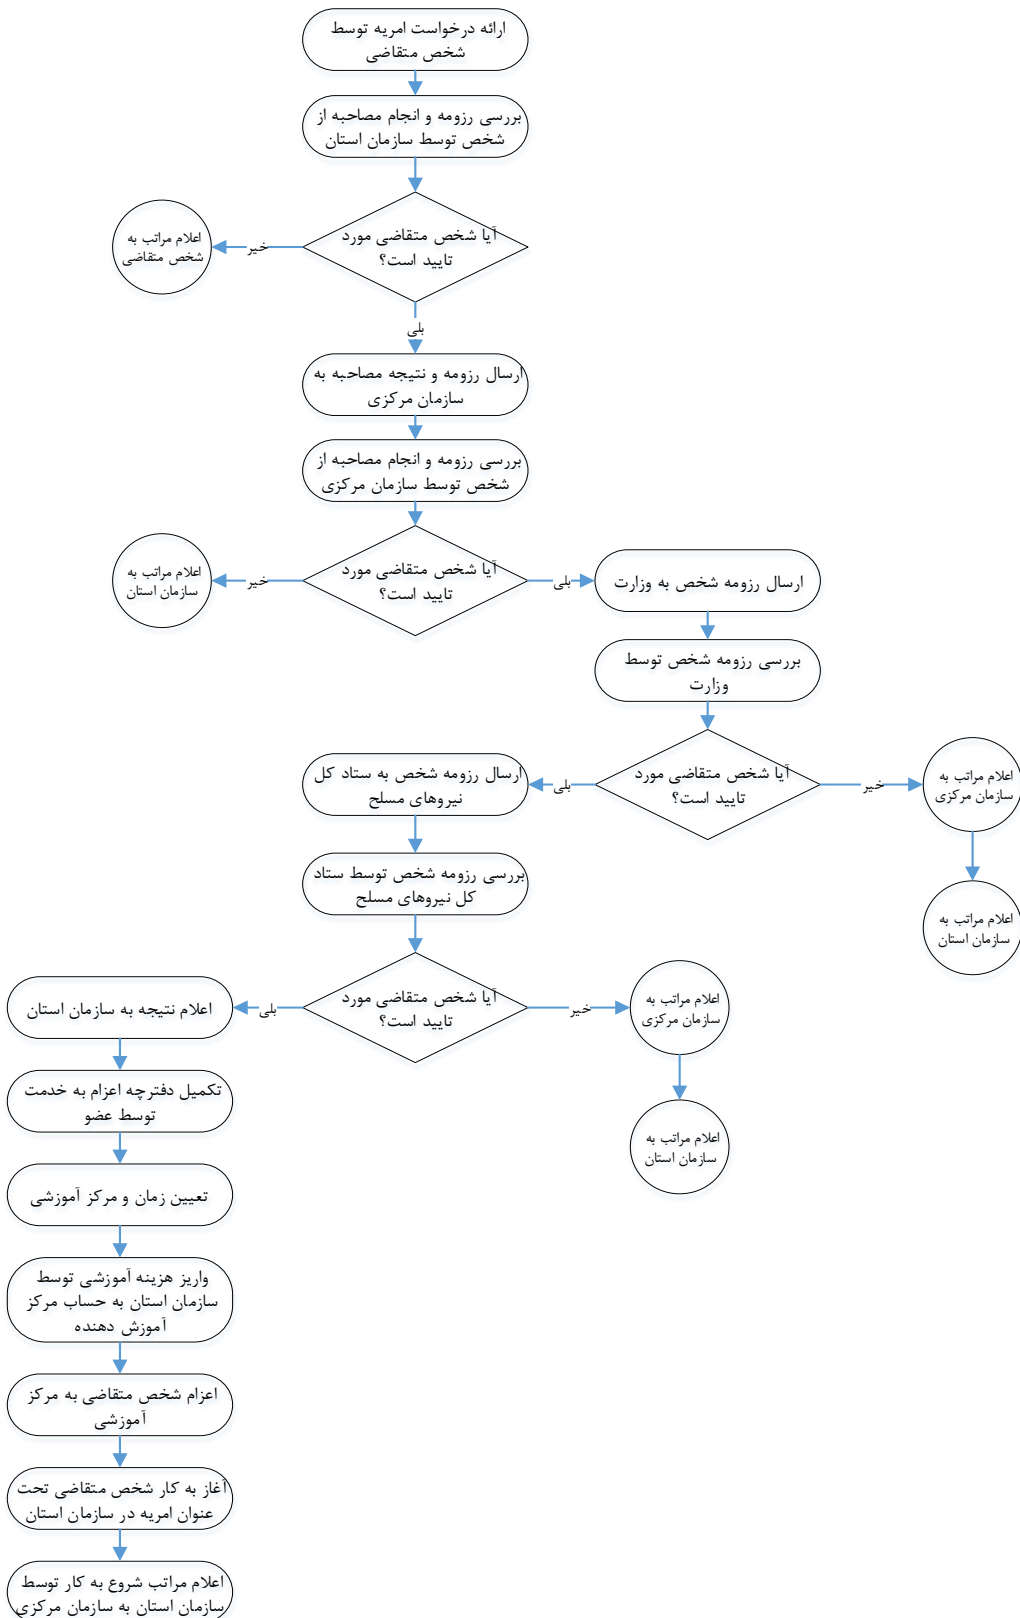 ارائه درخواست امریه توسط
شخص متقاضی
بررسی رزومه و انجام مصاحبه از
شخص توسط سازمان استان
آیا شخص متقاضی مورد
تایید است؟
خیر
اعلام مراتب به
شخص متقاضی
بلی
ارسال رزومه و نتیجه مصاحبه به
سازمان مرکزی
بررسی رزومه و انجام مصاحبه از
شخص توسط سازمان مرکزی
آیا شخص متقاضی مورد
تایید است؟
خیر
اعلام مراتب به
سازمان استان
بلی
ارسال رزومه شخص به وزارت
بررسی رزومه شخص توسط
وزارت
آیا شخص متقاضی مورد
تایید است؟
خیر
اعلام مراتب به
سازمان مرکزی
اعلام مراتب به
سازمان استان
بلی
ارسال رزومه شخص به ستاد کل
نیروهای مسلح
بررسی رزومه شخص توسط ستاد
کل نیروهای مسلح
آیا شخص متقاضی مورد
تایید است؟
خیر
اعلام مراتب به
سازمان مرکزی
اعلام مراتب به
سازمان استان
بلی
اعلام نتیجه به سازمان استان
تکمیل دفترچه اعزام به خدمت
توسط عضو
تعیین زمان و مرکز آموزشی
واریز هزینه آموزشی توسط
سازمان استان به حساب مرکز
آموزش دهنده
اعزام شخص متقاضی به مرکز
آموزشی
آغاز به کار شخص متقاضی تحت
عنوان امریه در سازمان استان
اعلام مراتب شروع به کار توسط
سازمان استان به سازمان مرکزی